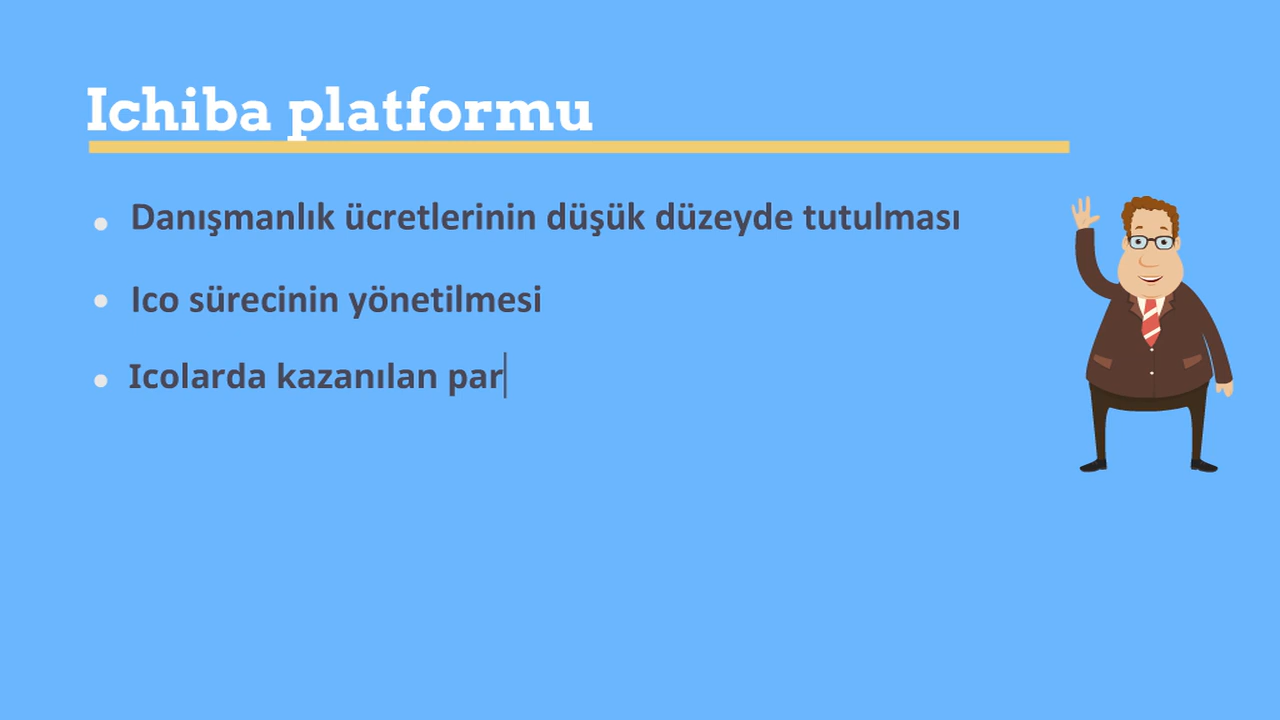 Ichiba platformu
Danışmanlık ücretlerinin düşük düzeyde tutulması
Ico sürecinin yönetilmesi
Icolarda kazanılan par